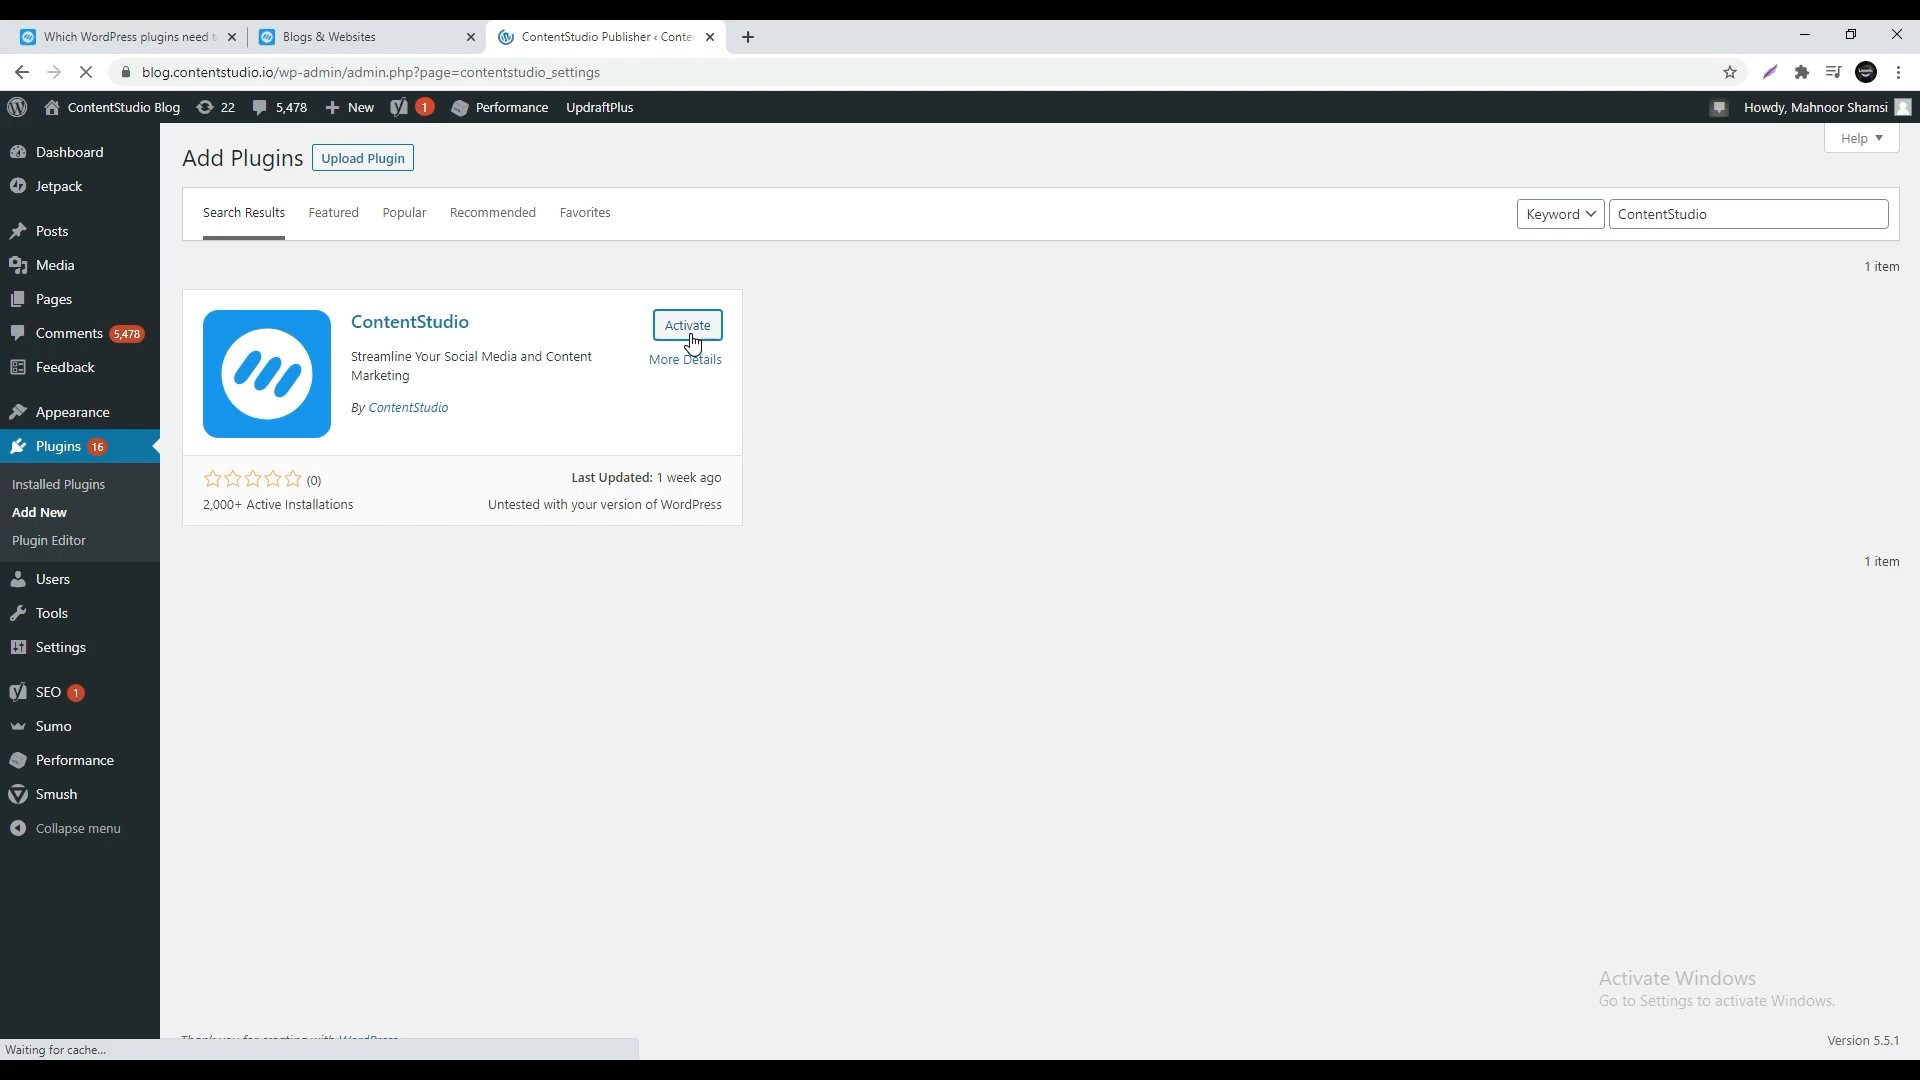 Which WordPress plugins need t
Blogs & Websites
ContentStudio Publisher ‹ Conte
blog.contentstudio.io/wp-admin/admin.php?page=contentstudio_settings
ContentStudio Blog
22
5,478
New
1
Performance
UpdraftPlus
Howdy, Mahnoor Shamsi
Dashboard
Jetpack
Posts
Media
Pages
Comments 5,478
Feedback
Appearance
Plugins 16
Installed Plugins
Add New
Plugin Editor
Users
Tools
Settings
SEO 1
Sumo
Performance
Smush
Collapse menu
Help
Add Plugins
Upload Plugin
Search Results
Featured
Popular
Recommended
Favorites
Keyword
ContentStudio
1 item
ContentStudio
Activate
More Details
Streamline Your Social Media and Content
Marketing
By ContentStudio
(0)
Last Updated: 1 week ago
2,000+ Active Installations
Untested with your version of WordPress
1 item
Activate Windows
Go to Settings to activate Windows.
Thank you for creating with WordPress
Version 5.5.1
Waiting for cache...